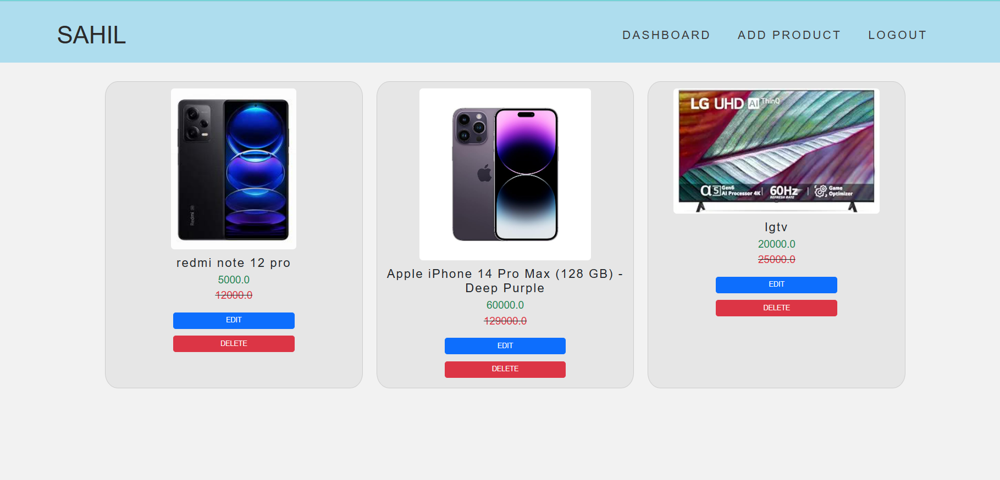 SAHIL
DASHBOARD ADD PRODUCT LOGOUT
Redmi
redmi note 12 pro
5000.0
12000.0
EDIT
DELETE
Apple iPhone 14 Pro Max (128 GB) -
Deep Purple
60000.0
129000.0
EDIT
DELETE
LG UHD AI ThinQ
α5 Gen6
AI Processor 4K
60Hz
REFRESH RATE
Game
Optimizer
lgtv
20000.0
25000.0
EDIT
DELETE